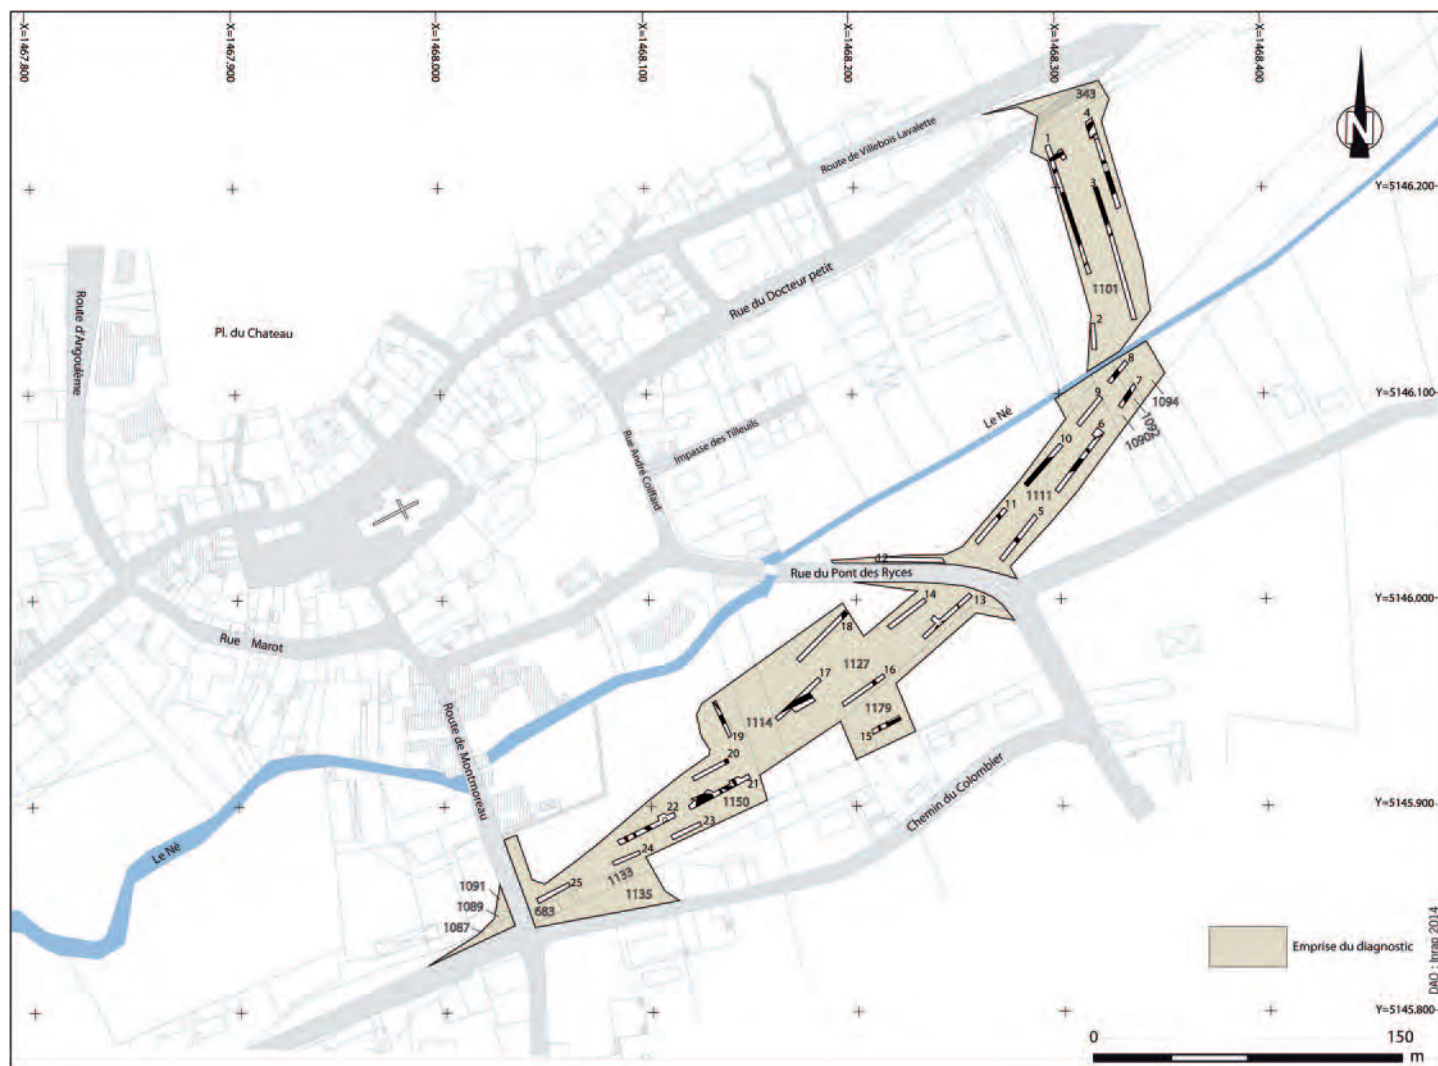 X=1467.800
X=1467.900
X=1468.000
X=1468.100
X=1468.200
X=1468.300
X=1468.400
343
4
N
1
Route de Villebois Lavalette
3
Y=5146.200
Rue du Docteur petit
1101
Route d'Angoulême
Pl. du Chateau
2
8
7
Y=5146.100
1094
9
Le Né
1092
6
Rue André Coiffard
Impasse des Tilleuils
10
1111
11
5
12
Rue du Pont des Ryces
14
13
Y=5146.000
18
Rue Marot
1127
17
16
1179
1114
Route de Montmoreau
15
19
20
21
1150
Chemin du Colombier
22
23
Y=5145.900
Le Né
24
1133
25
1135
1091
683
1089
1087
Emprise du diagnostic
DAO : Inrap 2014
Y=5145.800
0
150
m